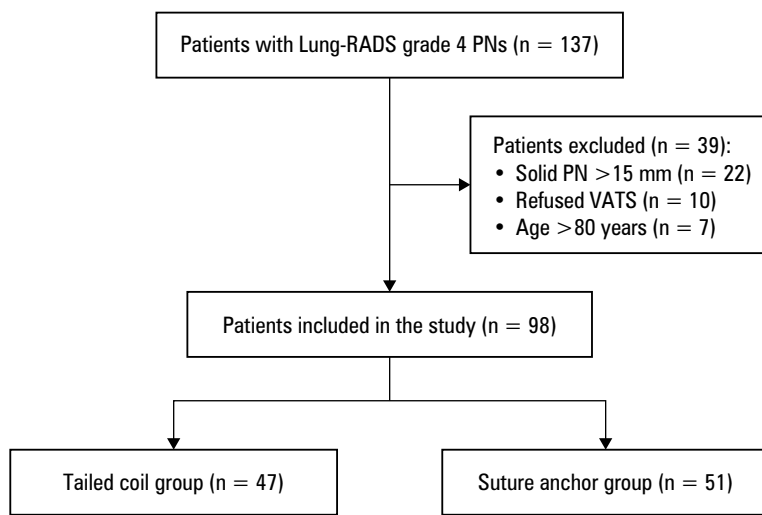 Patients with Lung-RADS grade 4 PNs (n = 137)
Patients excluded (n = 39):
• Solid PN >15 mm (n = 22)
• Refused VATS (n = 10)
• Age >80 years (n = 7)
Patients included in the study (n = 98)
Tailed coil group (n = 47)
Suture anchor group (n = 51)